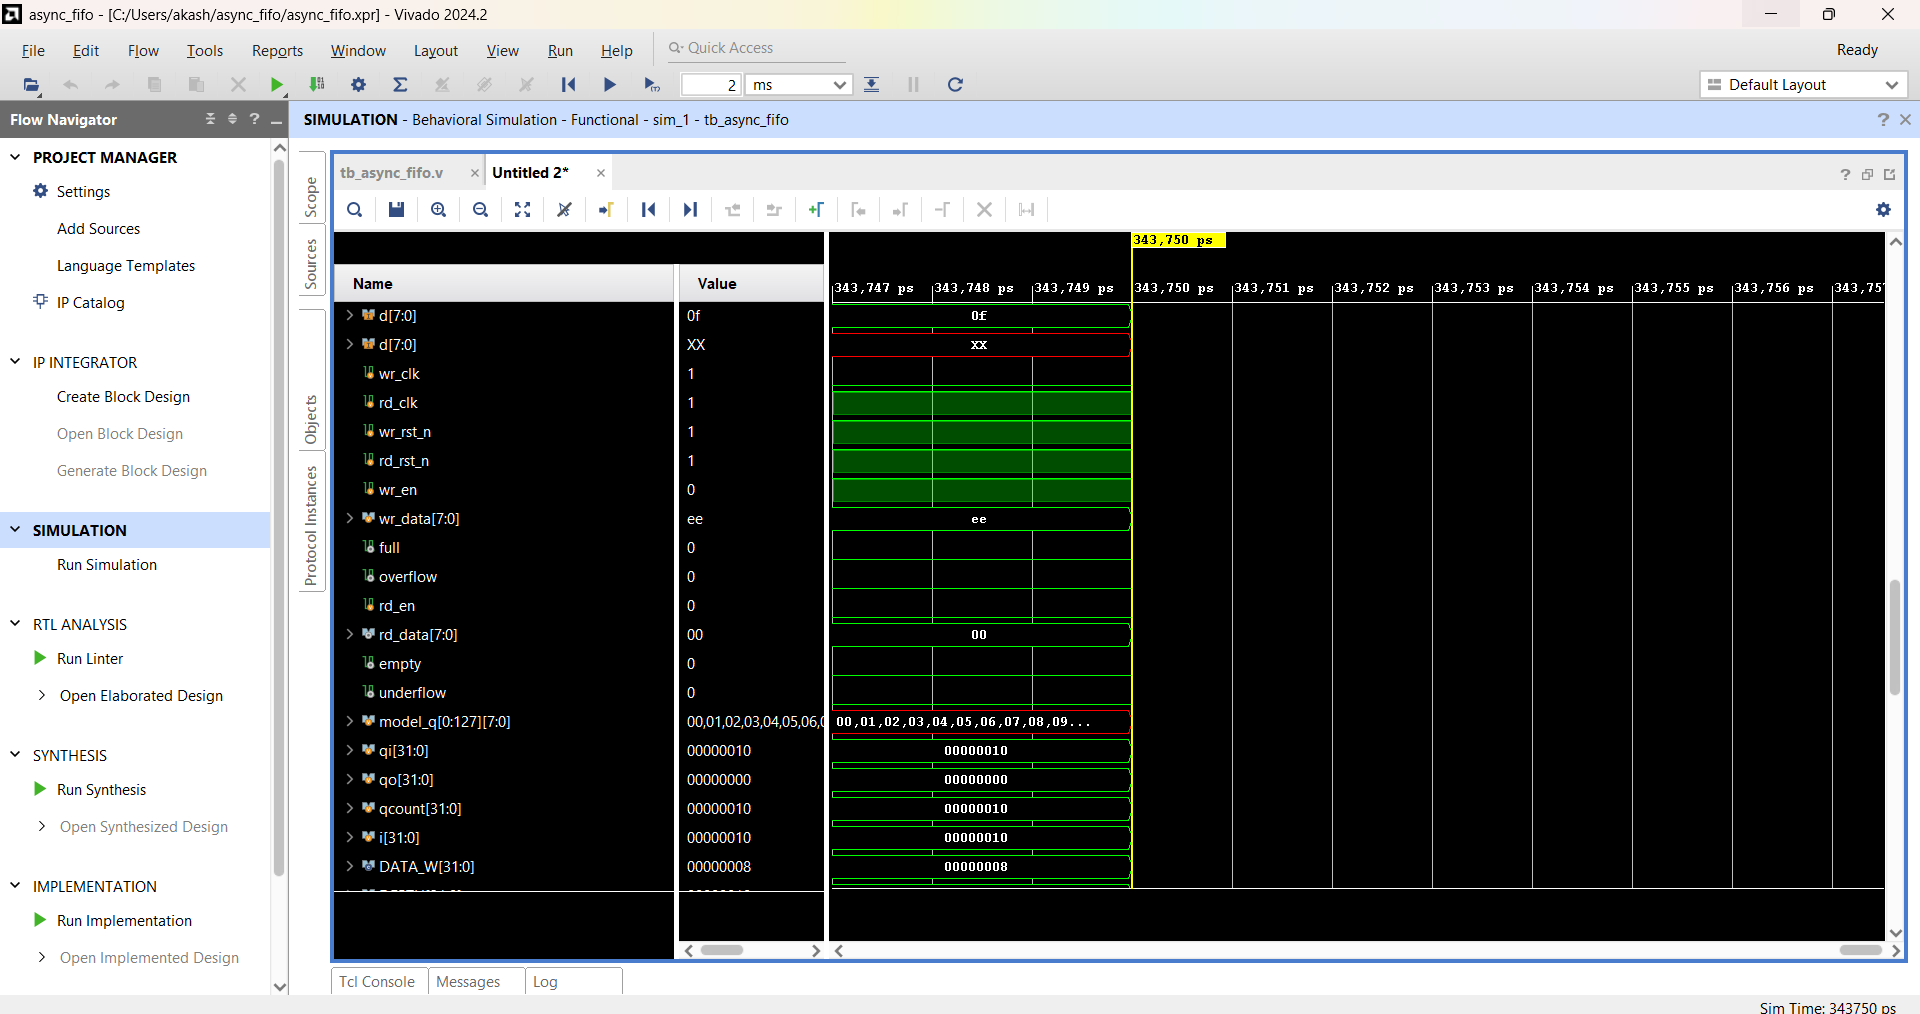 async_fifo - [C:/Users/akash/async_fifo/async_fifo.xpr] - Vivado 2024.2
File Edit Flow Tools Reports Window Layout View Run Help Quick Access Ready
2 ms Default Layout
Flow Navigator
SIMULATION - Behavioral Simulation - Functional - sim_1 - tb_async_fifo
PROJECT MANAGER
Settings
Add Sources
Language Templates
IP Catalog
IP INTEGRATOR
Create Block Design
Open Block Design
Generate Block Design
SIMULATION
Run Simulation
RTL ANALYSIS
Run Linter
Open Elaborated Design
SYNTHESIS
Run Synthesis
Open Synthesized Design
IMPLEMENTATION
Run Implementation
Open Implemented Design
Scope
Sources
Objects
Protocol Instances
tb_async_fifo.v
Untitled 2*
343,750 ps
Name Value
343,747 ps 343,748 ps 343,749 ps 343,750 ps 343,751 ps 343,752 ps 343,753 ps 343,754 ps 343,755 ps 343,756 ps 343,75
d[7:0] 0f 0f
d[7:0] XX XX
wr_clk 1
rd_clk 1
wr_rst_n 1
rd_rst_n 1
wr_en 0
wr_data[7:0] ee ee
full 0
overflow 0
rd_en 0
rd_data[7:0] 00 00
empty 0
underflow 0
model_q[0:127][7:0] 00,01,02,03,04,05,06,0 00,01,02,03,04,05,06,07,08,09...
qi[31:0] 00000010 00000010
qo[31:0] 00000000 00000000
qcount[31:0] 00000010 00000010
i[31:0] 00000010 00000010
DATA_W[31:0] 00000008 00000008
Tcl Console Messages Log
Sim Time: 343750 ps